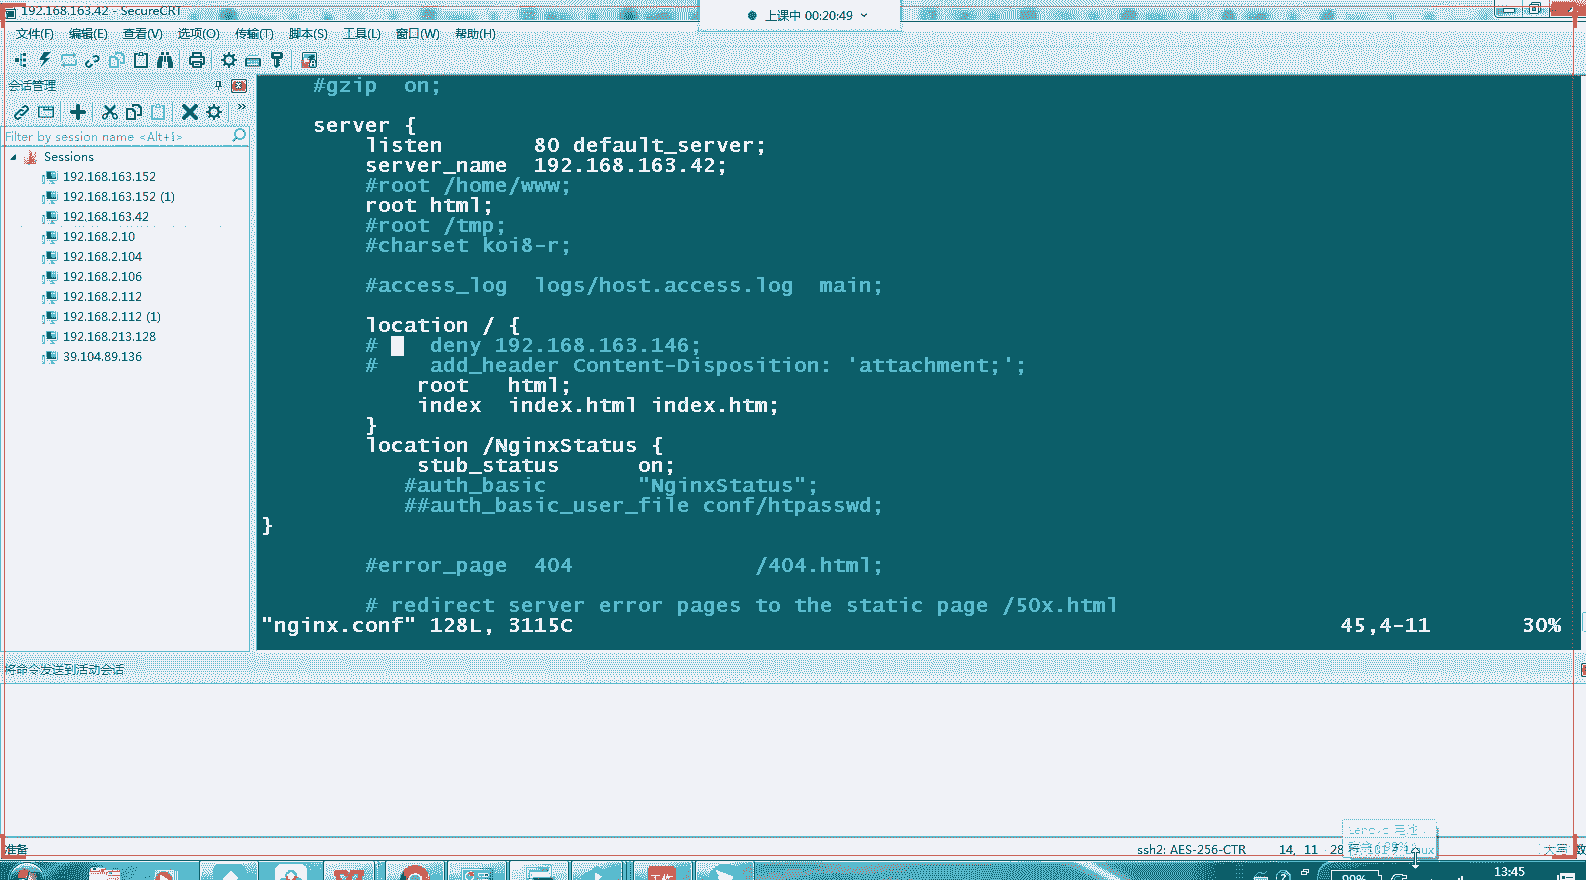 192.168.163.42 - SecureCRT
上课中 00:20:49
文件(F) 编辑(E) 查看(V) 选项(O) 传输(T) 脚本(S) 工具(L) 窗口(W) 帮助(H)
会话管理
Filter by session name <Alt+I>
Sessions
192.168.163.152
192.168.163.152 (1)
192.168.163.42
192.168.2.10
192.168.2.104
192.168.2.106
192.168.2.112
192.168.2.112 (1)
192.168.213.128
39.104.89.136
#gzip  on;
server {
listen       80 default_server;
server_name  192.168.163.42;
#root /home/www;
root html;
#root /tmp;
#charset koi8-r;
#access_log  logs/host.access.log  main;
location / {
#    deny 192.168.163.146;
#    add_header Content-Disposition: 'attachment;';
root   html;
index  index.html index.htm;
}
location /NginxStatus {
stub_status      on;
#auth_basic       "NginxStatus";
##auth_basic_user_file conf/htpasswd;
}
#error_page  404              /404.html;
# redirect server error pages to the static page /50x.html
"nginx.conf" 128L, 3115C 45,4-11 30%
将命令发送到活动会话
准备
ssh2: AES-256-CTR 14, 11 大写 数
99%
13:45